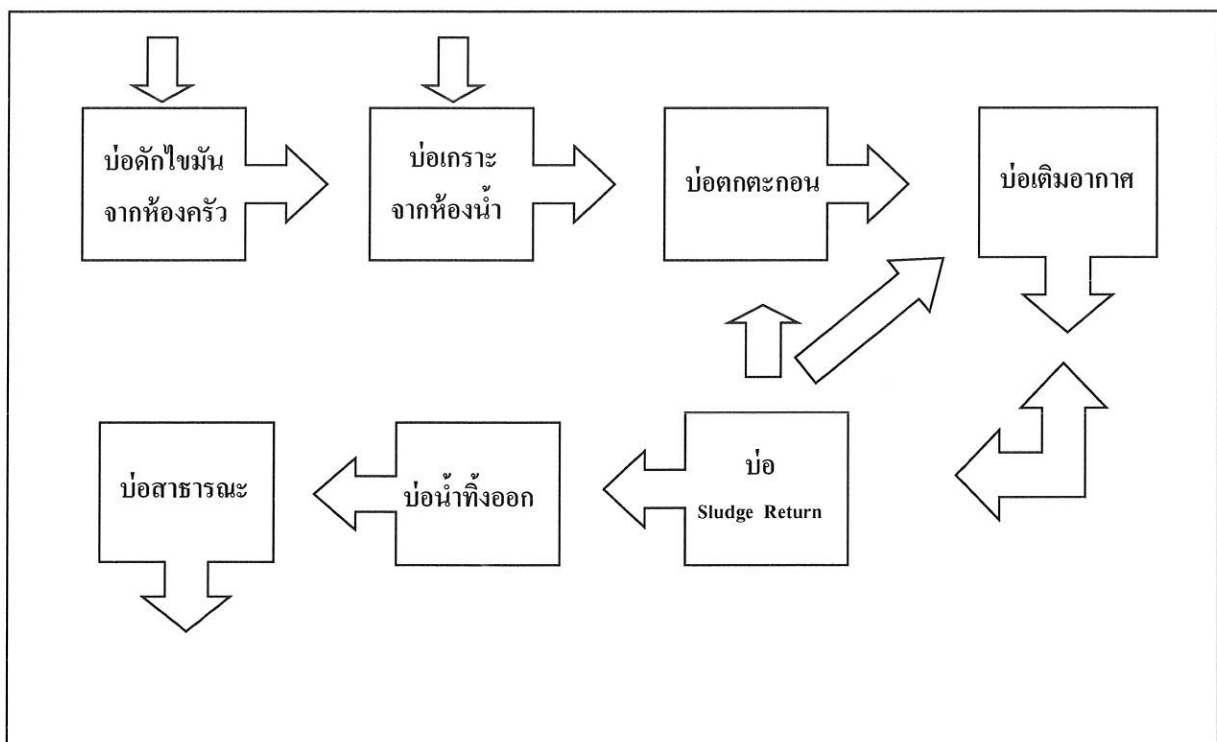 บ่อดักไขมัน
จากห้องครัว
บ่อเกราะ
จากห้องน้ำ
บ่อตกตะกอน
บ่อเติมอากาศ
บ่อสาธารณะ
บ่อน้ำทิ้งออก
บ่อ
Sludge Return